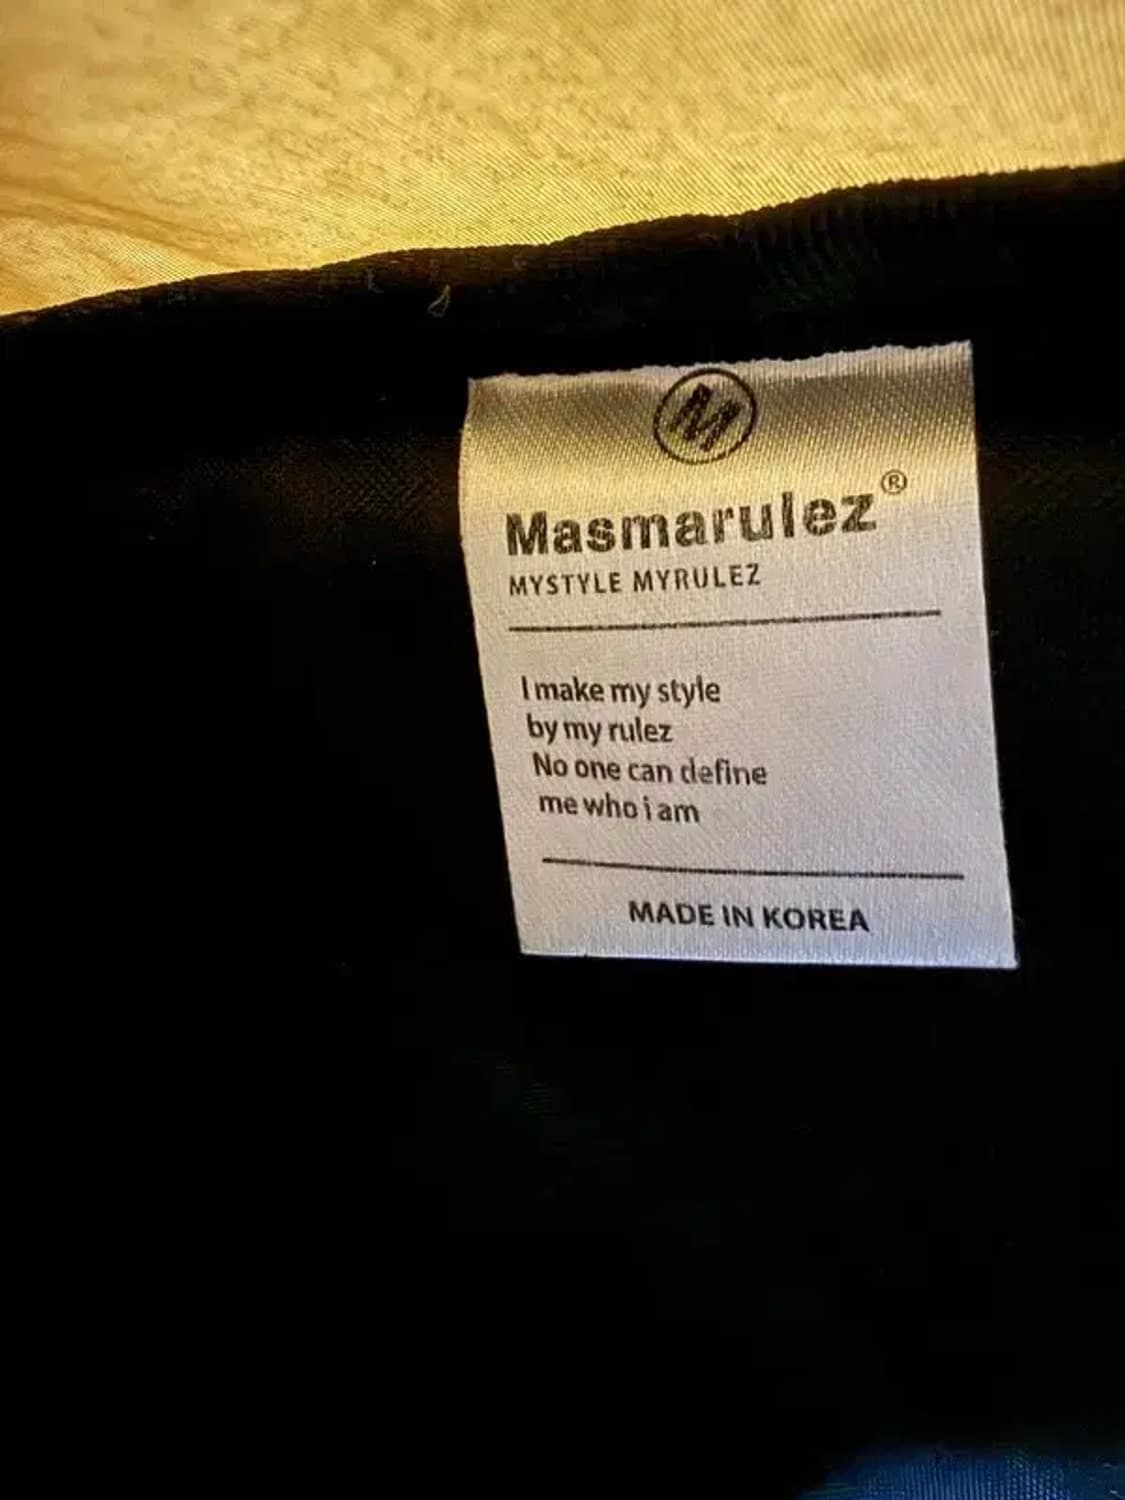 M
Masmarulez®
MYSTYLE MYRULEZ
I make my style
by my rulez
No one can define
me who i am
MADE IN KOREA